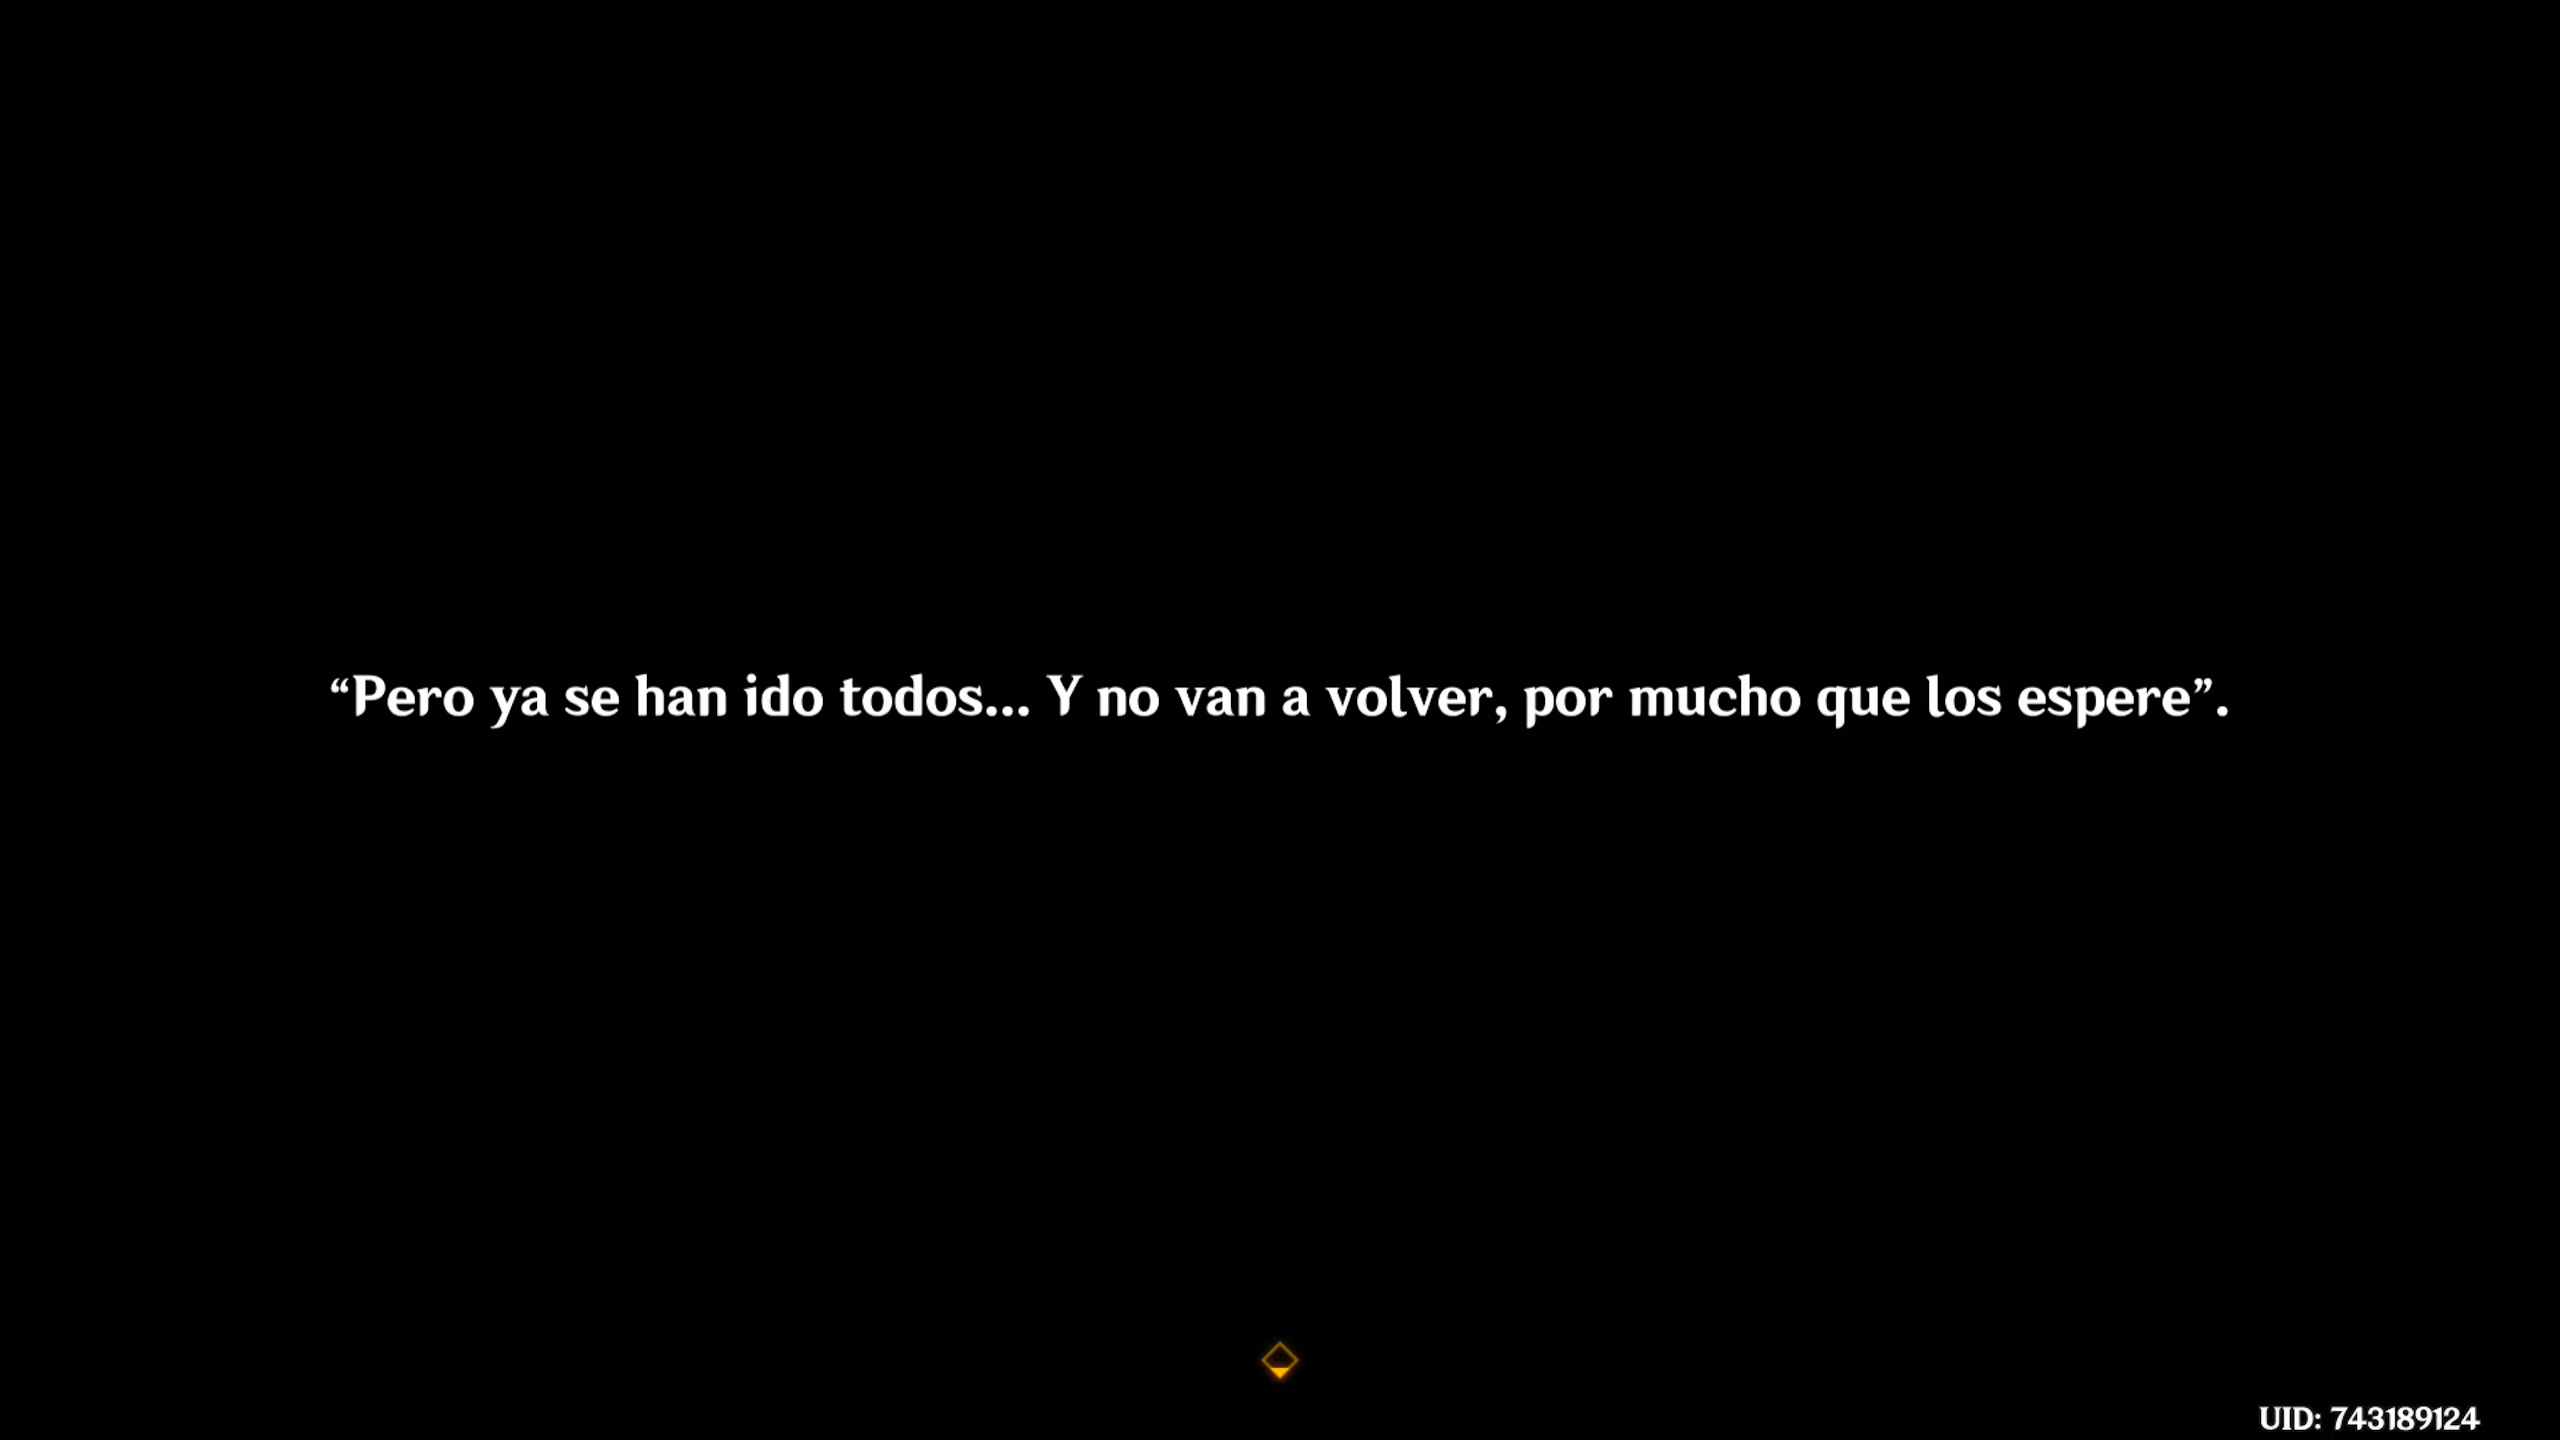 “Pero ya se han ido todos... Y no van a volver, por mucho que los espere”.
UID: 743189124